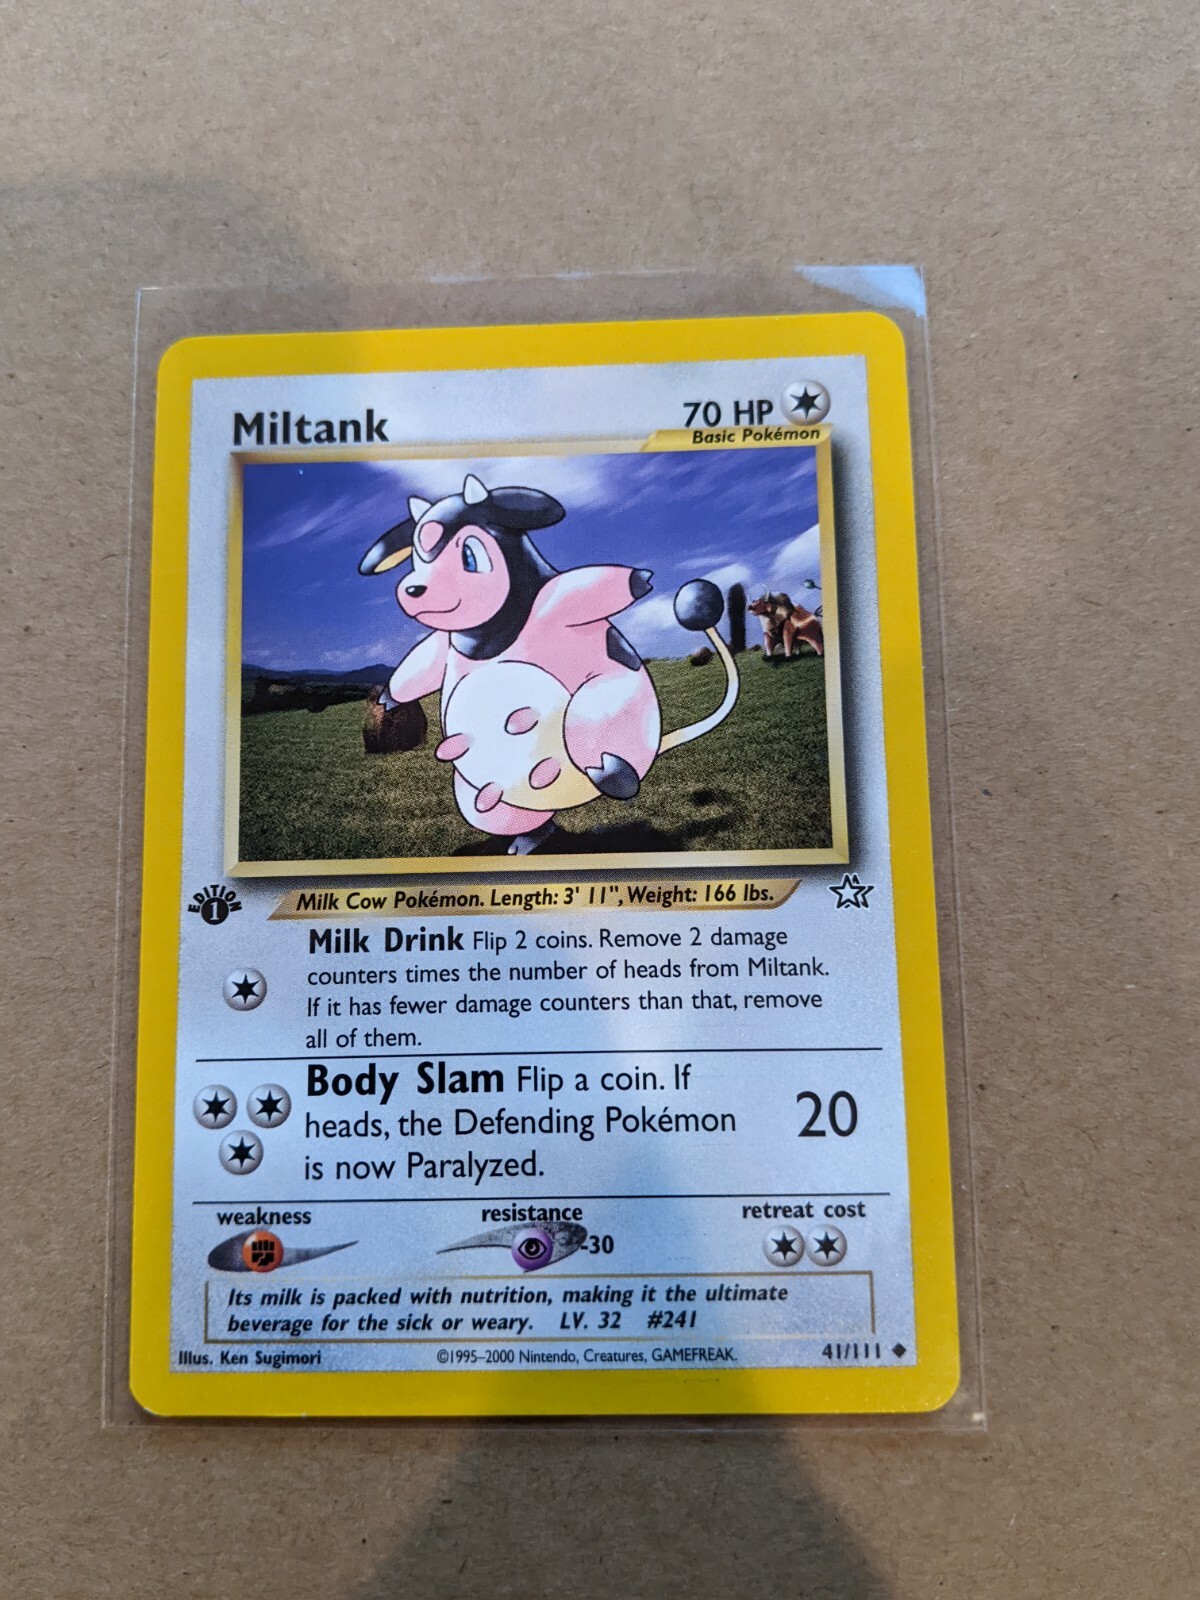 Miltank
70 HP
Basic Pokémon
EDITION
1
Milk Cow Pokémon. Length: 3' 11", Weight: 166 lbs.
Milk Drink Flip 2 coins. Remove 2 damage
counters times the number of heads from Miltank.
If it has fewer damage counters than that, remove
all of them.
Body Slam Flip a coin. If
heads, the Defending Pokémon
is now Paralyzed.
20
weakness
resistance
retreat cost
-30
Its milk is packed with nutrition, making it the ultimate
beverage for the sick or weary. LV. 32 #241
Illus. Ken Sugimori
©1995–2000 Nintendo, Creatures, GAMEFREAK.
41/111